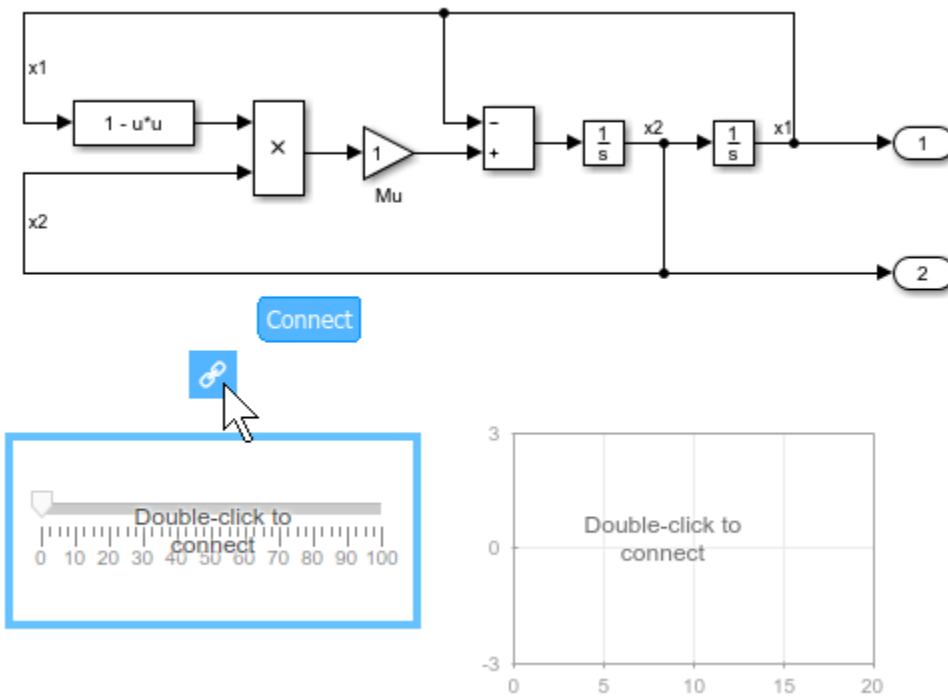 x1
1 - u*u
×
1
Mu
−
+
1
s
x2
1
s
x1
1
x2
2
Connect
Double-click to
connect
0 10 20 30 40 50 60 70 80 90 100
3
0
-3
Double-click to
connect
0 5 10 15 20